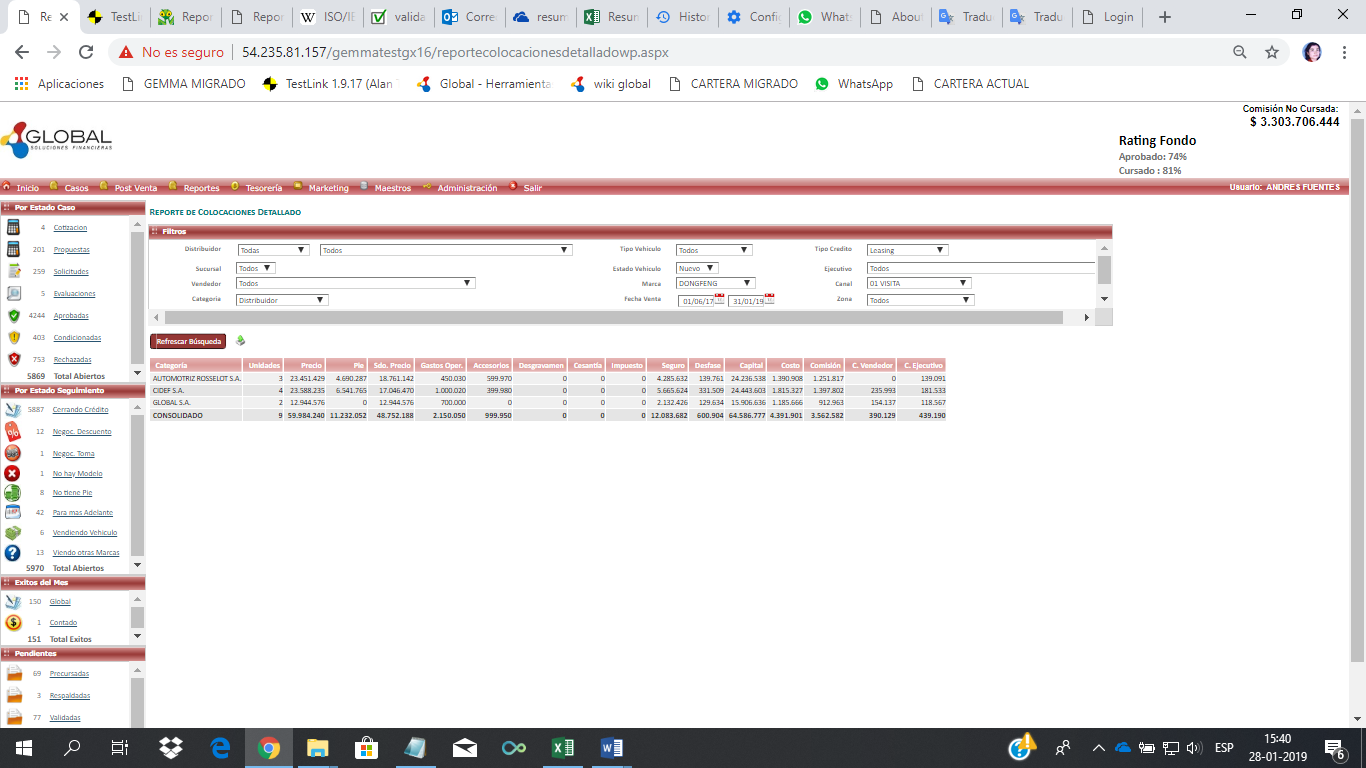 Re
TestLi
Repor
Repor
ISO/IE
valida
Corre
resum
Resun
Histor
Config
Whats
About
Tradu
Tradu
Login
No es seguro | 54.235.81.157/gemmatestgx16/reportecolocacionesdetalladowp.aspx
Aplicaciones GEMMA MIGRADO TestLink 1.9.17 (Alan Global - Herramienta: wiki global CARTERA MIGRADO WhatsApp CARTERA ACTUAL
Comisión No Cursada:
$ 3.303.706.444
GLOBAL
SOLUCIONES FINANCIERAS
Rating Fondo
Aprobado: 74%
Cursado : 81%
Inicio Casos Post Venta Reportes Tesorería Marketing Maestros Administración Salir Usuario: ANDRES FUENTES
Por Estado Caso
4 Cotizacion
201 Propuestas
259 Solicitudes
5 Evaluaciones
4244 Aprobadas
403 Condicionadas
753 Rechazadas
5869 Total Abiertos
Por Estado Seguimiento
5887 Cerrando Crédito
12 Negoc. Descuento
1 Negoc. Toma
1 No hay Modelo
8 No tiene Pie
42 Para mas Adelante
6 Vendiendo Vehiculo
13 Viendo otras Marcas
5970 Total Abiertos
Exitos del Mes
150 Global
1 Contado
151 Total Exitos
Pendientes
69 Precursadas
3 Respaldadas
77 Validadas
REPORTE DE COLOCACIONES DETALLADO
Filtros
Distribuidor Todas Todos Tipo Vehiculo Todos Tipo Credito Leasing
Sucursal Todos Estado Vehiculo Nuevo Ejecutivo Todos
Vendedor Todos Marca DONGFENG Canal 01 VISITA
Categoria Distribuidor Fecha Venta 01/06/17 31/01/19 Zona Todos
Refrescar Búsqueda
Categoría Unidades Precio Pie Sdo. Precio Gastos Oper. Accesorios Desgravamen Cesantía Impuesto Seguro Desfase Capital Costo Comisión C. Vendedor C. Ejecutivo
AUTOMOTRIZ ROSSELOT S.A. 3 23.451.429 4.690.287 18.761.142 450.030 599.970 0 0 0 4.285.632 139.761 24.236.538 1.390.908 1.251.817 0 139.091
CIDEF S.A. 4 23.588.235 6.541.765 17.046.470 1.000.020 399.980 0 0 0 5.665.624 331.509 24.443.603 1.815.327 1.397.802 235.993 181.533
GLOBAL S.A. 2 12.944.576 0 12.944.576 700.000 0 0 0 0 2.132.426 129.634 15.906.636 1.185.666 912.963 154.137 118.567
CONSOLIDADO 9 59.984.240 11.232.052 48.752.188 2.150.050 999.950 0 0 0 12.083.682 600.904 64.586.777 4.391.901 3.562.582 390.129 439.190
ESP
15:40
28-01-2019
6